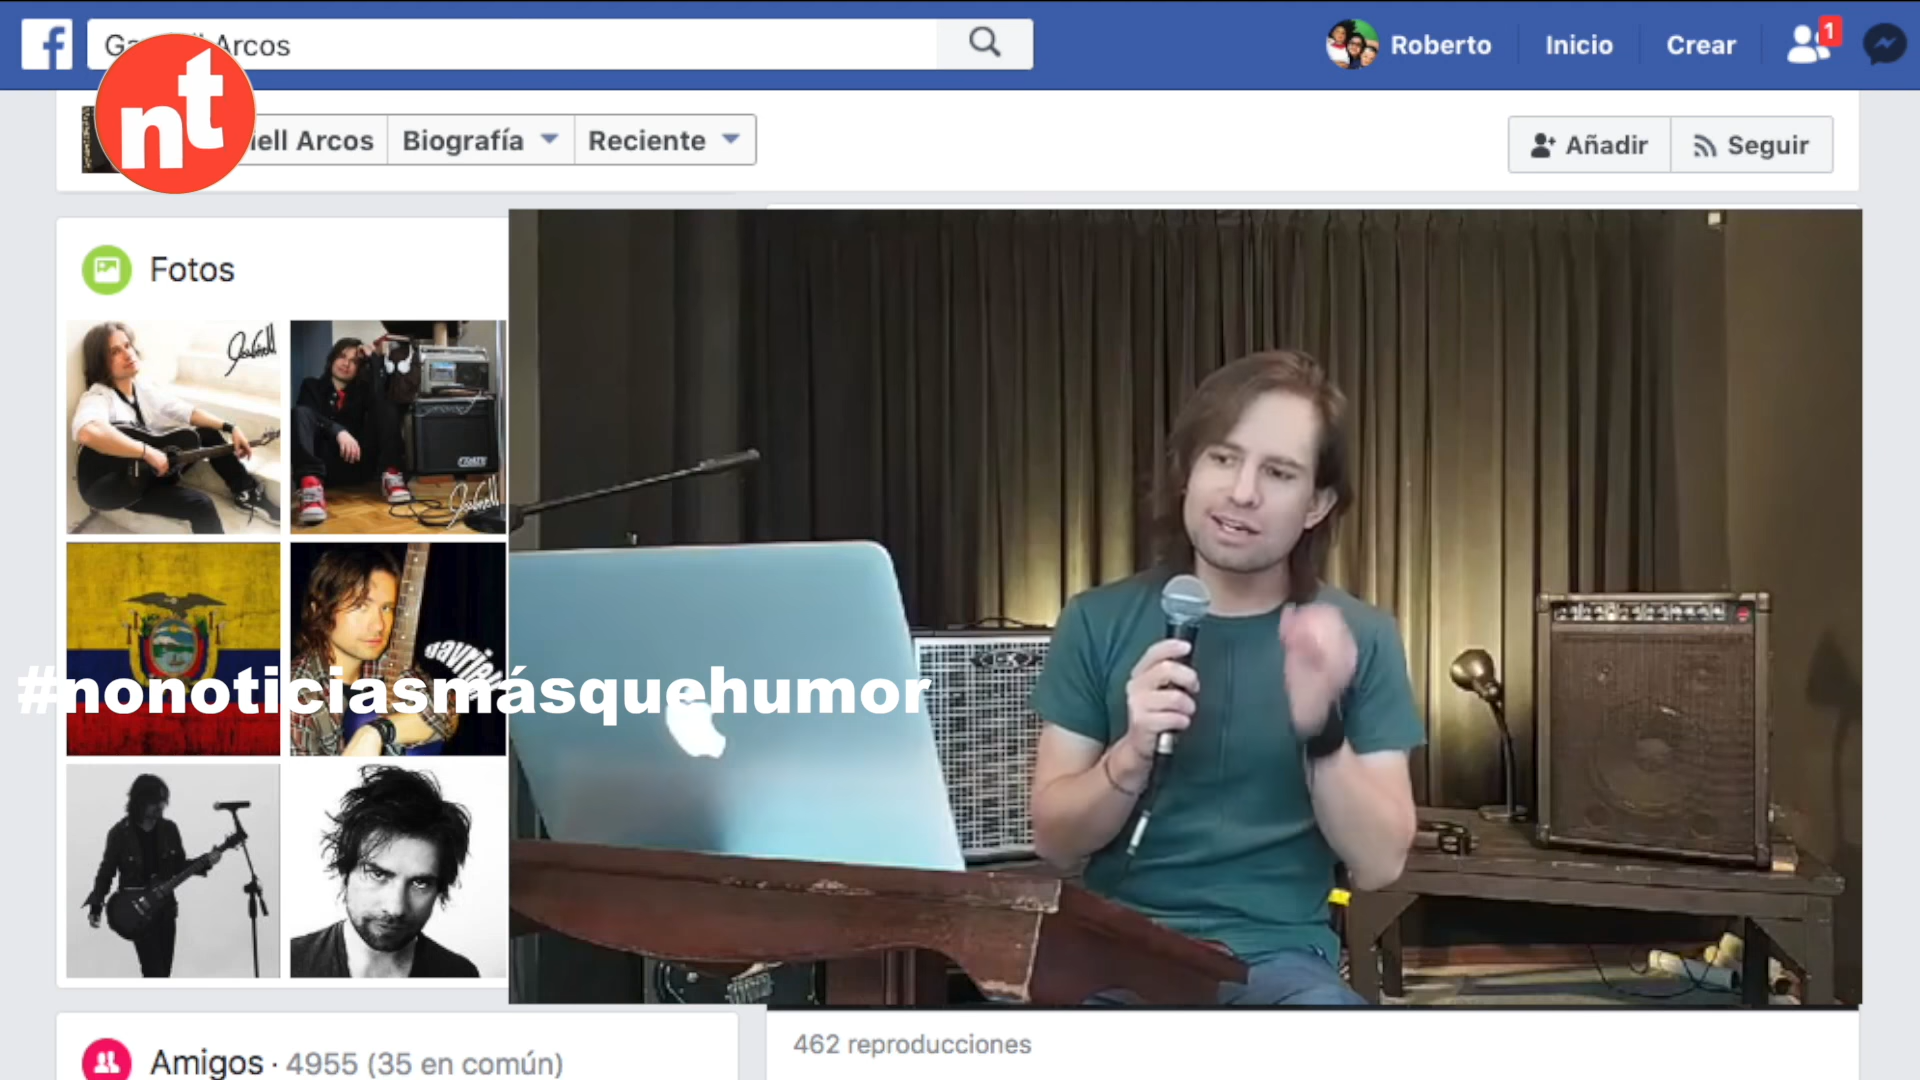 Arcos
Roberto
Inicio
Crear
1
nt
iell Arcos
Biografía
Reciente
Añadir
Seguir
Fotos
#nonoticiasmásquehumor
462 reproducciones
Amigos · 4955 (35 en común)